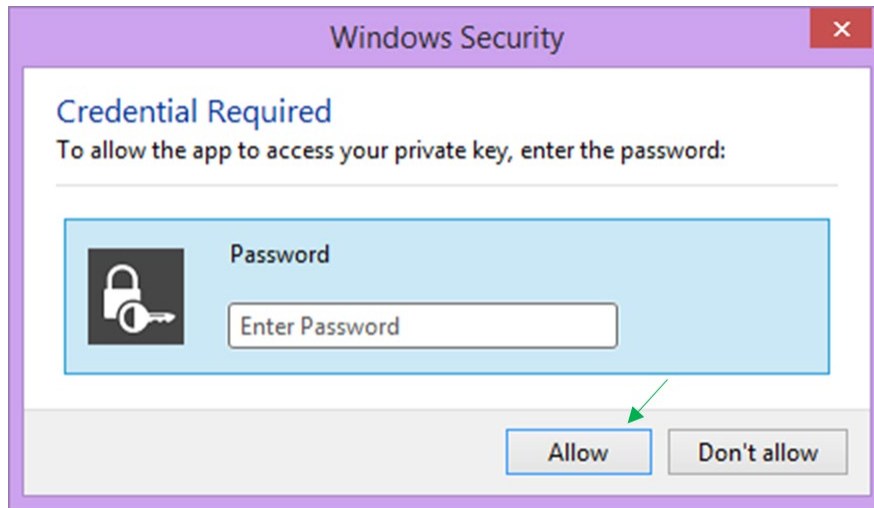 Windows Security
Credential Required
To allow the app to access your private key, enter the password:
Password
Enter Password
Allow
Don't allow